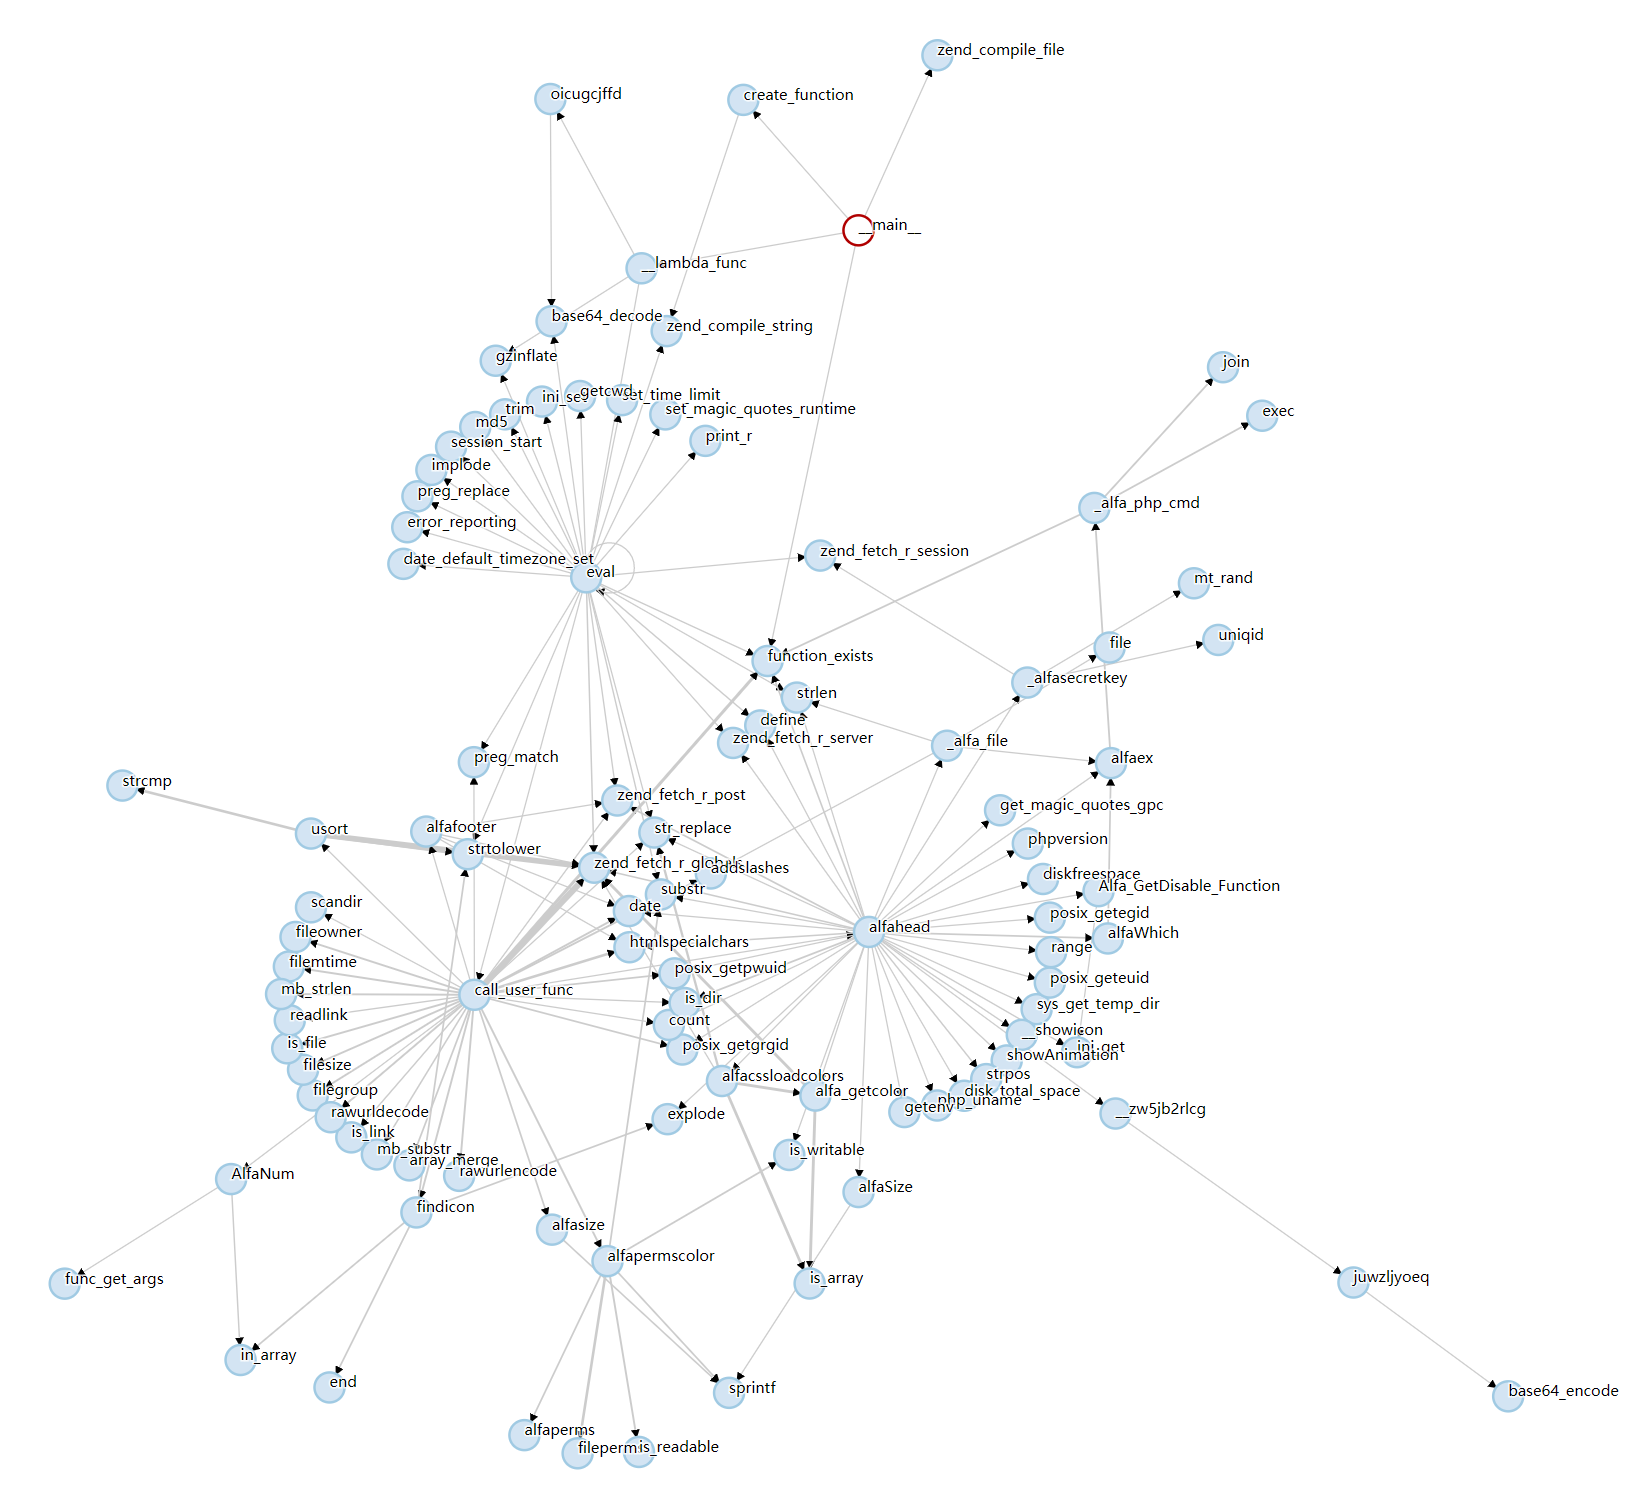 zend_compile_file
oicugcjffd
create_function
__main__
__lambda_func
base64_decode
zend_compile_string
gzinflate
join
ini_set
getcwd
set_time_limit
trim
set_magic_quotes_runtime
exec
md5
print_r
session_start
implode
preg_replace
_alfa_php_cmd
error_reporting
zend_fetch_r_session
date_default_timezone_set
eval
mt_rand
uniqid
file
function_exists
_alfasecretkey
strlen
define
zend_fetch_r_server
_alfa_file
preg_match
alfaex
strcmp
zend_fetch_r_post
get_magic_quotes_gpc
usort
alfafooter
str_replace
phpversion
strtolower
zend_fetch_r_globals
addslashes
diskfreespace
substr
Alfa_GetDisable_Function
scandir
date
posix_getegid
alfahead
fileowner
alfaWhich
htmlspecialchars
range
filemtime
posix_getpwuid
posix_geteuid
mb_strlen
call_user_func
is_dir
sys_get_temp_dir
readlink
count
__showicon
is_file
posix_getgrgid
ini_get
showAnimation
filesize
alfacssloadcolors
strpos
filegroup
alfa_getcolor
disk_total_space
php_uname
getenv
rawurldecode
explode
__zw5jb2rlcg
is_link
mb_substr
is_writable
array_merge
rawurlencode
AlfaNum
alfaSize
findicon
alfasize
alfapermscolor
func_get_args
is_array
juwzljyoeq
in_array
end
sprintf
base64_encode
alfaperms
is_readable